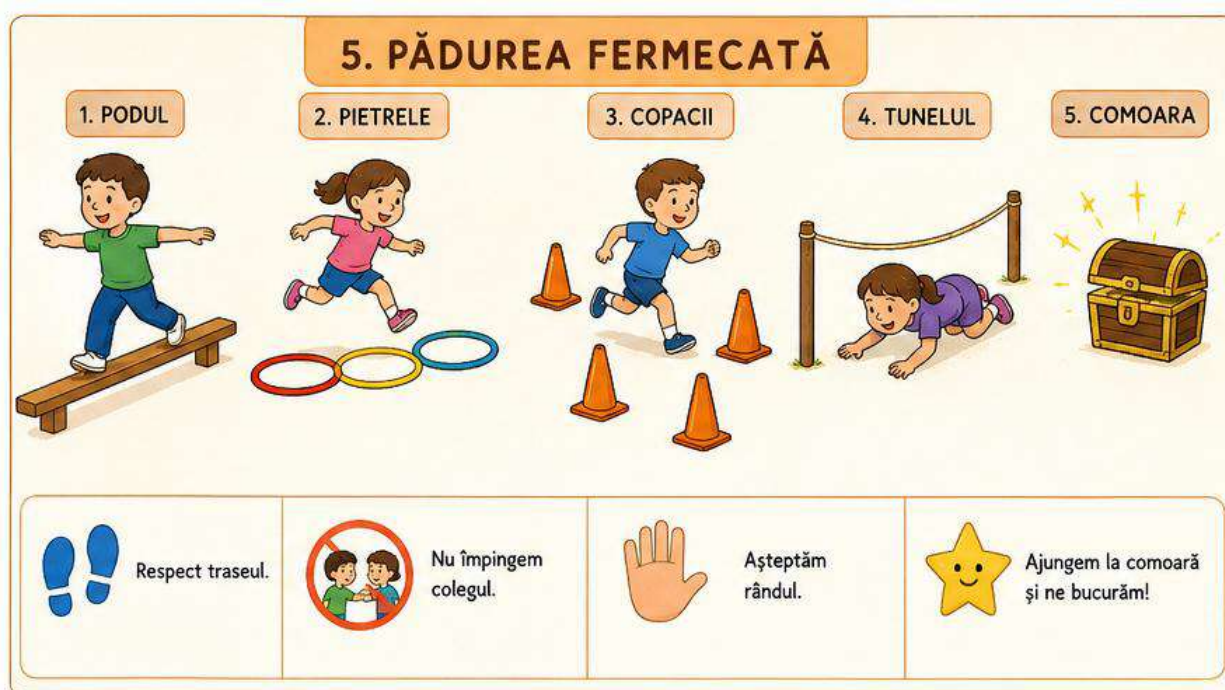 5. PĂDUREA FERMECATĂ
1. PODUL
2. PIETRELE
3. COPACII
4. TUNELUL
5. COMOARA
Respect traseul.
Nu împingem
colegul.
Așteptăm
rândul.
Ajungem la comoară
și ne bucurăm!